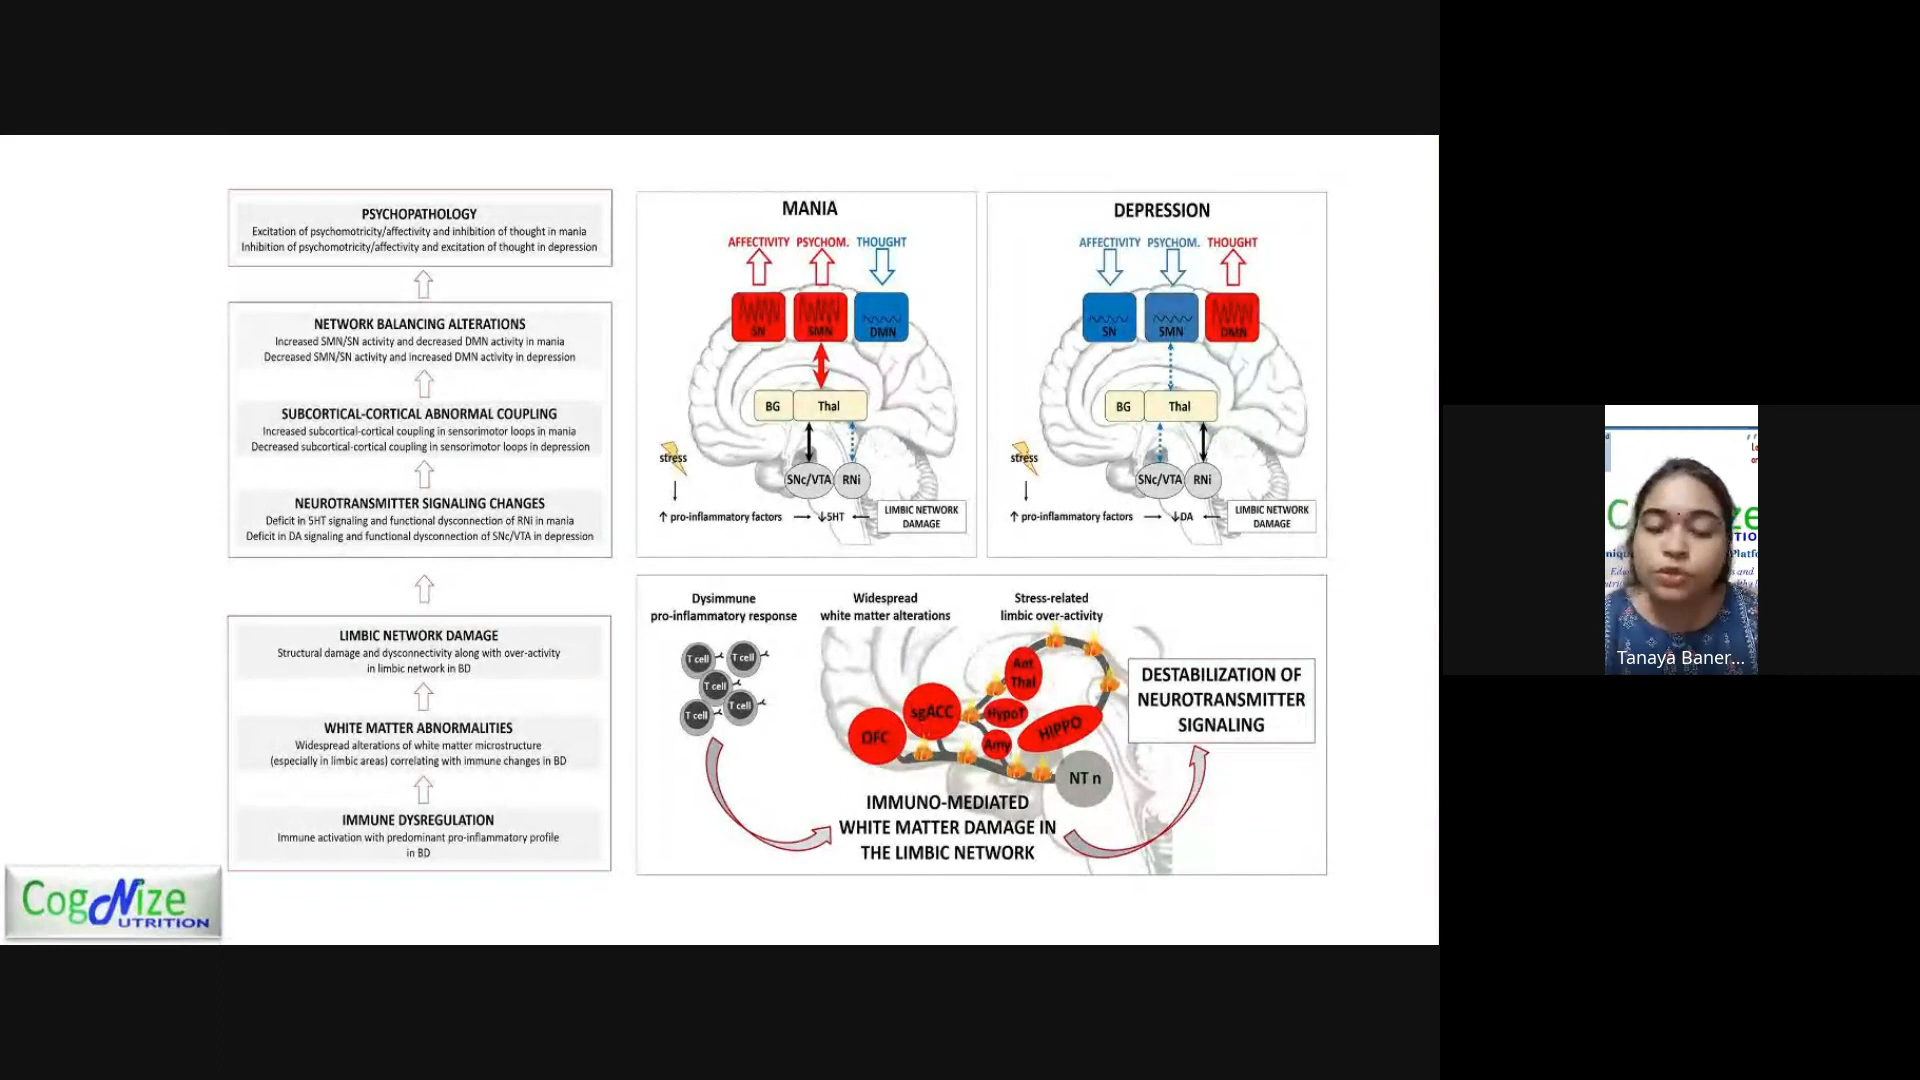 PSYCHOPATHOLOGY
Excitation of psychomotricity/affectivity and inhibition of thought in mania
Inhibition of psychomotricity/affectivity and excitation of thought in depression
NETWORK BALANCING ALTERATIONS
Increased SMN/SN activity and decreased DMN activity in mania
Decreased SMN/SN activity and increased DMN activity in depression
SUBCORTICAL-CORTICAL ABNORMAL COUPLING
Increased subcortical-cortical coupling in sensorimotor loops in mania
Decreased subcortical-cortical coupling in sensorimotor loops in depression
NEUROTRANSMITTER SIGNALING CHANGES
Deficit in 5HT signaling and functional dysconnection of RNi in mania
Deficit in DA signaling and functional dysconnection of SNc/VTA in depression
LIMBIC NETWORK DAMAGE
Structural damage and dysconnectivity along with over-activity
in limbic network in BD
WHITE MATTER ABNORMALITIES
Widespread alterations of white matter microstructure
(especially in limbic areas) correlating with immune changes in BD
IMMUNE DYSREGULATION
Immune activation with predominant pro-inflammatory profile
in BD
MANIA
AFFECTIVITY PSYCHOM. THOUGHT
SN SMN DMN
BG Thal
stress
SNc/VTA RNi
↑ pro-inflammatory factors → ↓5HT ←
LIMBIC NETWORK
DAMAGE
DEPRESSION
AFFECTIVITY PSYCHOM. THOUGHT
SN SMN DMN
BG Thal
stress
SNc/VTA RNi
↑ pro-inflammatory factors → ↓DA ←
LIMBIC NETWORK
DAMAGE
Dysimmune
pro-inflammatory response
Widespread
white matter alterations
Stress-related
limbic over-activity
T cell T cell
T cell
T cell T cell
Ant
Thal
sgACC HypoT
OFC Amy HIPPO
NT n
IMMUNO-MEDIATED
WHITE MATTER DAMAGE IN
THE LIMBIC NETWORK
DESTABILIZATION OF
NEUROTRANSMITTER
SIGNALING
CogNize
UTRITION
Tanaya Baner...